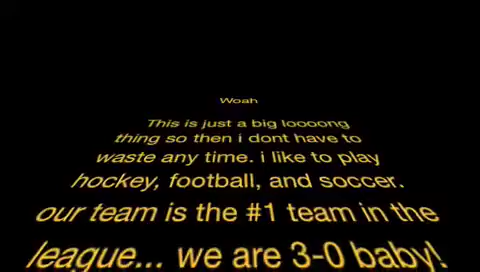 Woah
This is just a big loooong
thing so then i dont have to
waste any time. i like to play
hockey, football, and soccer.
our team is the #1 team in the
league... we are 3-0 baby!